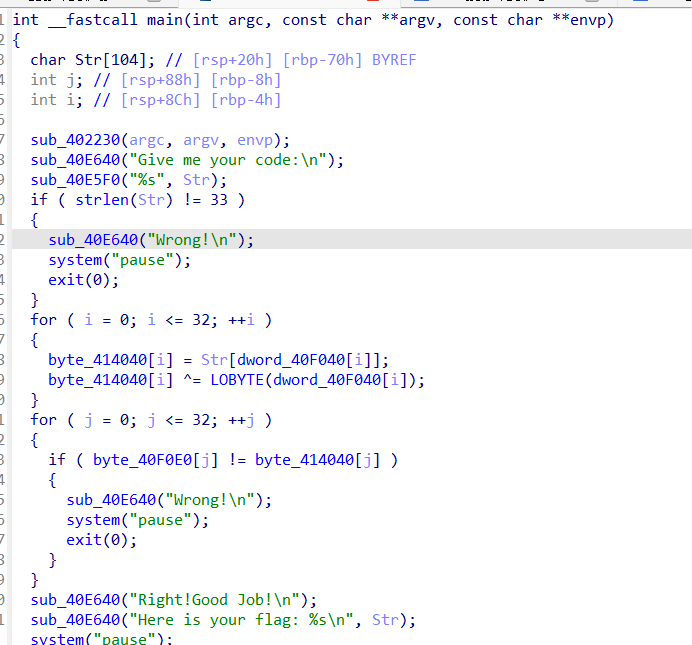 1 int __fastcall main(int argc, const char **argv, const char **envp)
2 {
3   char Str[104]; // [rsp+20h] [rbp-70h] BYREF
4   int j; // [rsp+88h] [rbp-8h]
5   int i; // [rsp+8Ch] [rbp-4h]
6
7   sub_402230(argc, argv, envp);
8   sub_40E640("Give me your code:\n");
9   sub_40E5F0("%s", Str);
0   if ( strlen(Str) != 33 )
1   {
2     sub_40E640("Wrong!\n");
3     system("pause");
4     exit(0);
5   }
6   for ( i = 0; i <= 32; ++i )
7   {
8     byte_414040[i] = Str[dword_40F040[i]];
9     byte_414040[i] ^= LOBYTE(dword_40F040[i]);
0   }
1   for ( j = 0; j <= 32; ++j )
2   {
3     if ( byte_40F0E0[j] != byte_414040[j] )
4     {
5       sub_40E640("Wrong!\n");
6       system("pause");
7       exit(0);
8     }
9   }
0   sub_40E640("Right!Good Job!\n");
1   sub_40E640("Here is your flag: %s\n", Str);
    system("pause");